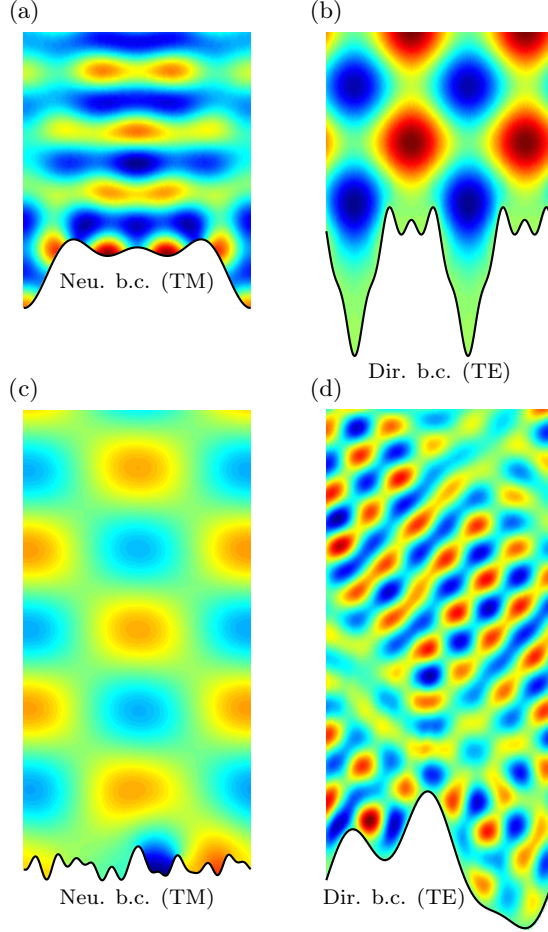 (a)
(b)
Neu. b.c. (TM)
Dir. b.c. (TE)
(c)
(d)
Neu. b.c. (TM)
Dir. b.c. (TE)